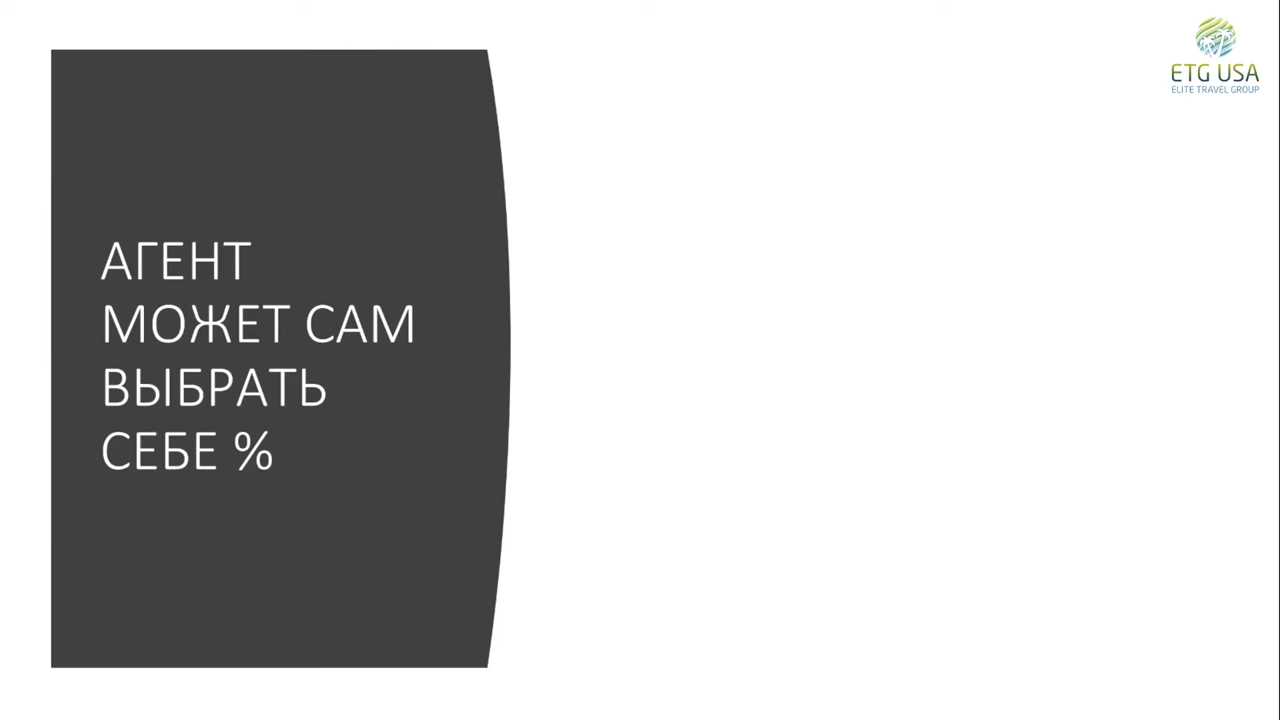 ETG USA
ELITE TRAVEL GROUP
АГЕНТ
МОЖЕТ САМ
ВЫБРАТЬ
СЕБЕ %